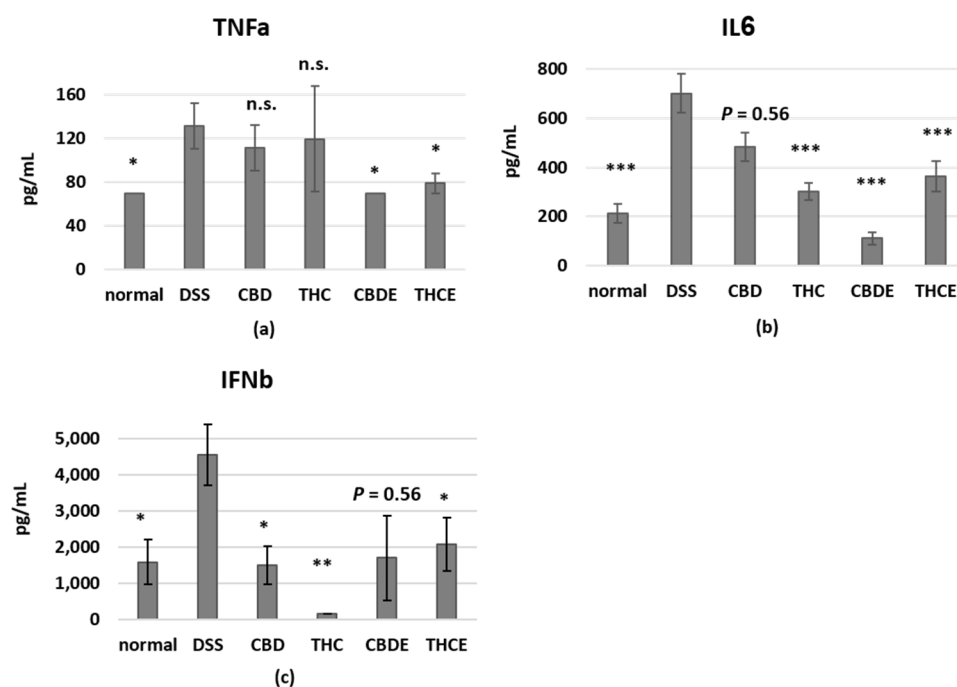 TNFa
n.s.
n.s.
160
120
80
40
0
pg/mL
*
*
*
normal DSS CBD THC CBDE THCE
(a)
IL6
800
600
400
200
0
pg/mL
***
P = 0.56
***
***
***
normal DSS CBD THC CBDE THCE
(b)
IFNb
5,000
4,000
3,000
2,000
1,000
0
pg/mL
*
*
**
P = 0.56
*
normal DSS CBD THC CBDE THCE
(c)